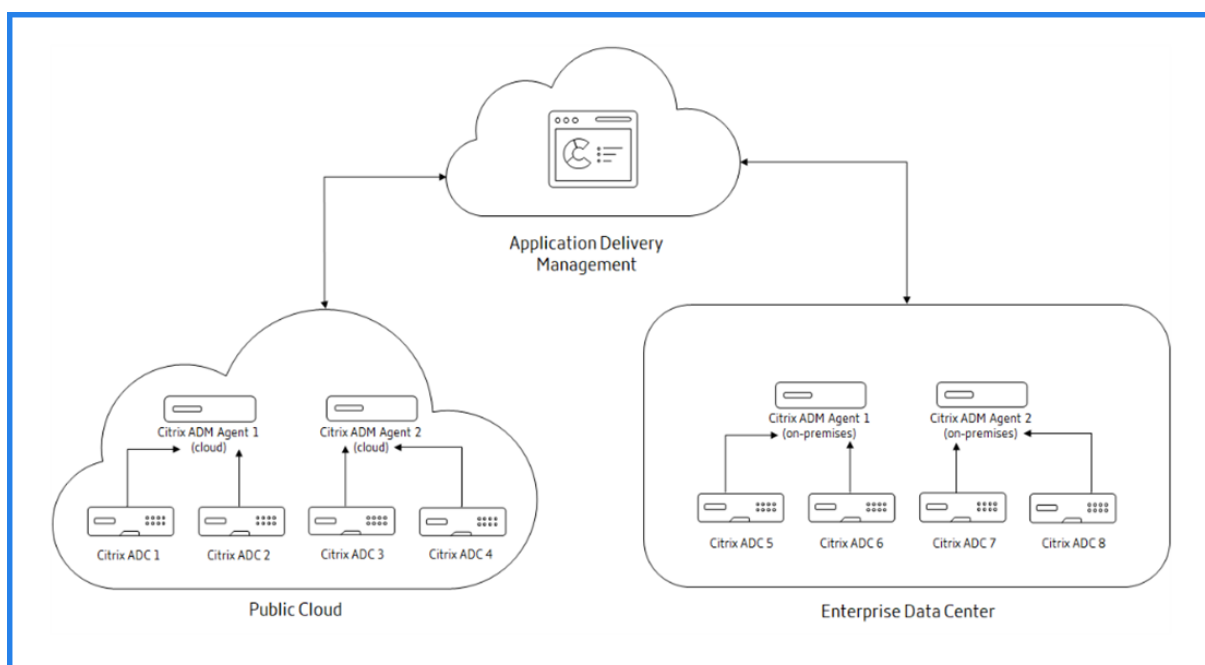 Application Delivery
Management
Citrix ADM Agent 1
(cloud)
Citrix ADM Agent 2
(cloud)
Citrix ADC 1
Citrix ADC 2
Citrix ADC 3
Citrix ADC 4
Public Cloud
Citrix ADM Agent 1
(on-premises)
Citrix ADM Agent 2
(on-premises)
Citrix ADC 5
Citrix ADC 6
Citrix ADC 7
Citrix ADC 8
Enterprise Data Center